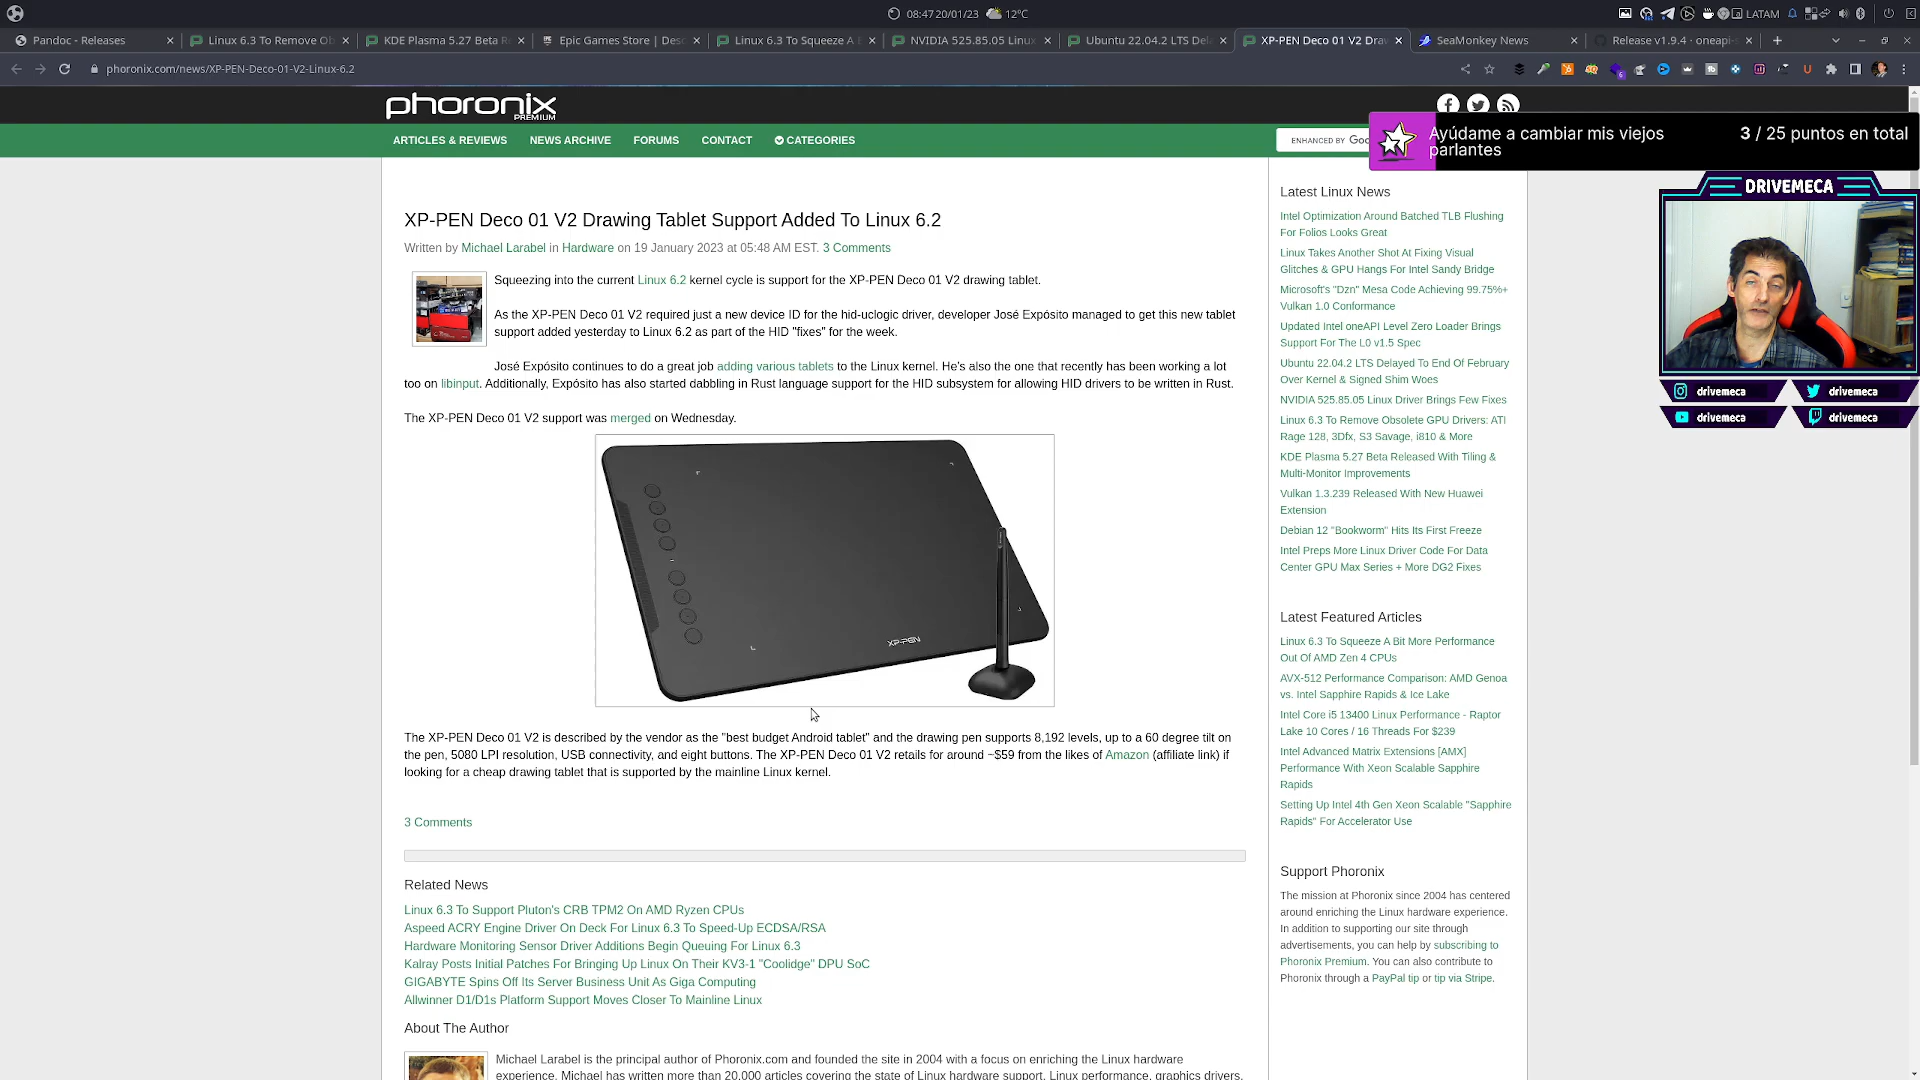 08:47 20/01/23 12°C LATAM
Pandoc - Releases
Linux 6.3 To Remove Ob
KDE Plasma 5.27 Beta Re
Epic Games Store | Desc
Linux 6.3 To Squeeze A B
NVIDIA 525.85.05 Linux
Ubuntu 22.04.2 LTS Dela
XP-PEN Deco 01 V2 Draw
SeaMonkey News
Release v1.9.4 · oneapi-s
phoronix.com/news/XP-PEN-Deco-01-V2-Linux-6.2
phoronix
PREMIUM
ARTICLES & REVIEWS NEWS ARCHIVE FORUMS CONTACT CATEGORIES
ENHANCED BY Goo
Ayúdame a cambiar mis viejos
parlantes
3 / 25 puntos en total
DRIVEMECA
drivemeca
drivemeca
drivemeca
drivemeca
XP-PEN Deco 01 V2 Drawing Tablet Support Added To Linux 6.2
Written by Michael Larabel in Hardware on 19 January 2023 at 05:48 AM EST. 3 Comments
Squeezing into the current Linux 6.2 kernel cycle is support for the XP-PEN Deco 01 V2 drawing tablet.
As the XP-PEN Deco 01 V2 required just a new device ID for the hid-uclogic driver, developer José Expósito managed to get this new tablet
support added yesterday to Linux 6.2 as part of the HID "fixes" for the week.
José Expósito continues to do a great job adding various tablets to the Linux kernel. He's also the one that recently has been working a lot
too on libinput. Additionally, Expósito has also started dabbling in Rust language support for the HID subsystem for allowing HID drivers to be written in Rust.
The XP-PEN Deco 01 V2 support was merged on Wednesday.
XP-PEN
The XP-PEN Deco 01 V2 is described by the vendor as the "best budget Android tablet" and the drawing pen supports 8,192 levels, up to a 60 degree tilt on
the pen, 5080 LPI resolution, USB connectivity, and eight buttons. The XP-PEN Deco 01 V2 retails for around ~$59 from the likes of Amazon (affiliate link) if
looking for a cheap drawing tablet that is supported by the mainline Linux kernel.
3 Comments
Related News
Linux 6.3 To Support Pluton's CRB TPM2 On AMD Ryzen CPUs
Aspeed ACRY Engine Driver On Deck For Linux 6.3 To Speed-Up ECDSA/RSA
Hardware Monitoring Sensor Driver Additions Begin Queuing For Linux 6.3
Kalray Posts Initial Patches For Bringing Up Linux On Their KV3-1 "Coolidge" DPU SoC
GIGABYTE Spins Off Its Server Business Unit As Giga Computing
Allwinner D1/D1s Platform Support Moves Closer To Mainline Linux
About The Author
Michael Larabel is the principal author of Phoronix.com and founded the site in 2004 with a focus on enriching the Linux hardware
experience. Michael has written more than 20,000 articles covering the state of Linux hardware support, Linux performance, graphics drivers,
Latest Linux News
Intel Optimization Around Batched TLB Flushing
For Folios Looks Great
Linux Takes Another Shot At Fixing Visual
Glitches & GPU Hangs For Intel Sandy Bridge
Microsoft's "Dzn" Mesa Code Achieving 99.75%+
Vulkan 1.0 Conformance
Updated Intel oneAPI Level Zero Loader Brings
Support For The L0 v1.5 Spec
Ubuntu 22.04.2 LTS Delayed To End Of February
Over Kernel & Signed Shim Woes
NVIDIA 525.85.05 Linux Driver Brings Few Fixes
Linux 6.3 To Remove Obsolete GPU Drivers: ATI
Rage 128, 3Dfx, S3 Savage, i810 & More
KDE Plasma 5.27 Beta Released With Tiling &
Multi-Monitor Improvements
Vulkan 1.3.239 Released With New Huawei
Extension
Debian 12 "Bookworm" Hits Its First Freeze
Intel Preps More Linux Driver Code For Data
Center GPU Max Series + More DG2 Fixes
Latest Featured Articles
Linux 6.3 To Squeeze A Bit More Performance
Out Of AMD Zen 4 CPUs
AVX-512 Performance Comparison: AMD Genoa
vs. Intel Sapphire Rapids & Ice Lake
Intel Core i5 13400 Linux Performance - Raptor
Lake 10 Cores / 16 Threads For $239
Intel Advanced Matrix Extensions [AMX]
Performance With Xeon Scalable Sapphire
Rapids
Setting Up Intel 4th Gen Xeon Scalable "Sapphire
Rapids" For Accelerator Use
Support Phoronix
The mission at Phoronix since 2004 has centered
around enriching the Linux hardware experience.
In addition to supporting our site through
advertisements, you can help by subscribing to
Phoronix Premium. You can also contribute to
Phoronix through a PayPal tip or tip via Stripe.